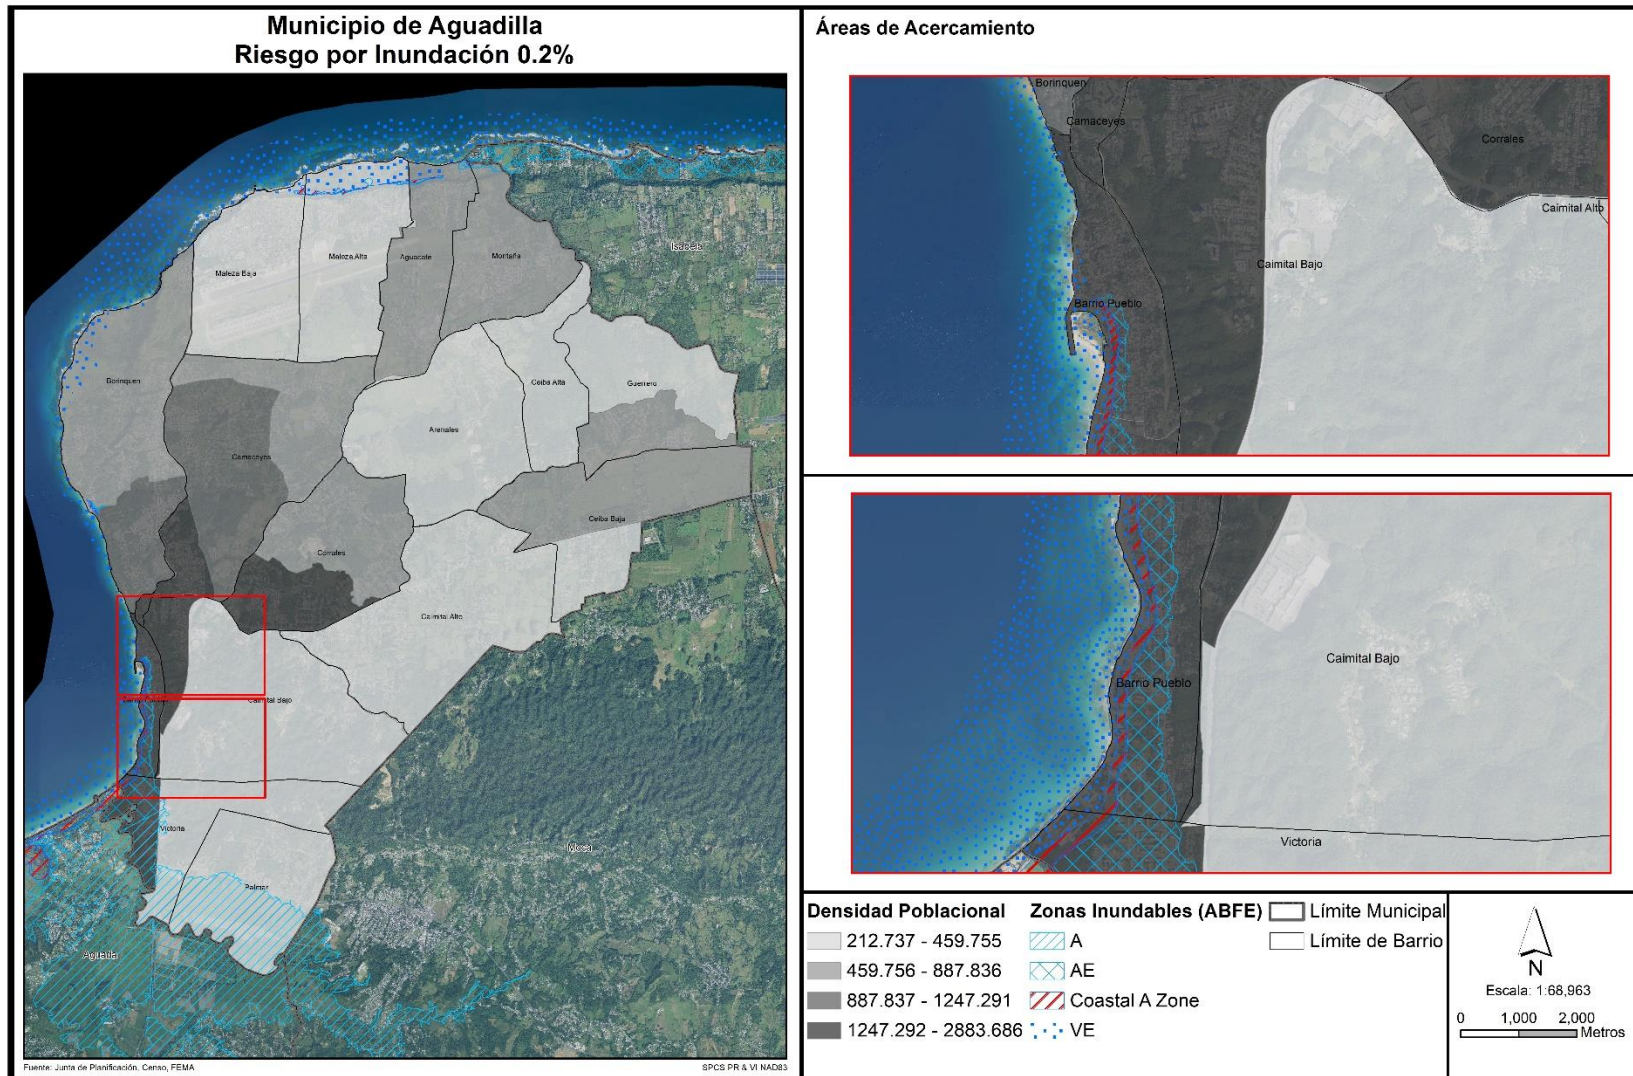 Municipio de Aguadilla
Riesgo por Inundación 0.2%
Isabela
Maleza Baja
Maleza Alta
Aguacate
Montaña
Borinquen
Ceiba Alta
Guerrero
Arenales
Camaceyes
Ceiba Baja
Corrales
Caimital Alto
Barrio Pueblo
Caimital Bajo
Victoria
Moca
Palmar
Aguada
Fuente: Junta de Planificación, Censo, FEMA
SPCS PR & VI NAD83
Áreas de Acercamiento
Borinquen
Camaceyes
Corrales
Caimital Alto
Caimital Bajo
Barrio Pueblo
Caimital Bajo
Barrio Pueblo
Victoria
Densidad Poblacional
212.737 - 459.755
459.756 - 887.836
887.837 - 1247.291
1247.292 - 2883.686
Zonas Inundables (ABFE)
A
AE
Coastal A Zone
VE
Límite Municipal
Límite de Barrio
N
Escala: 1:68,963
0 1,000 2,000
Metros